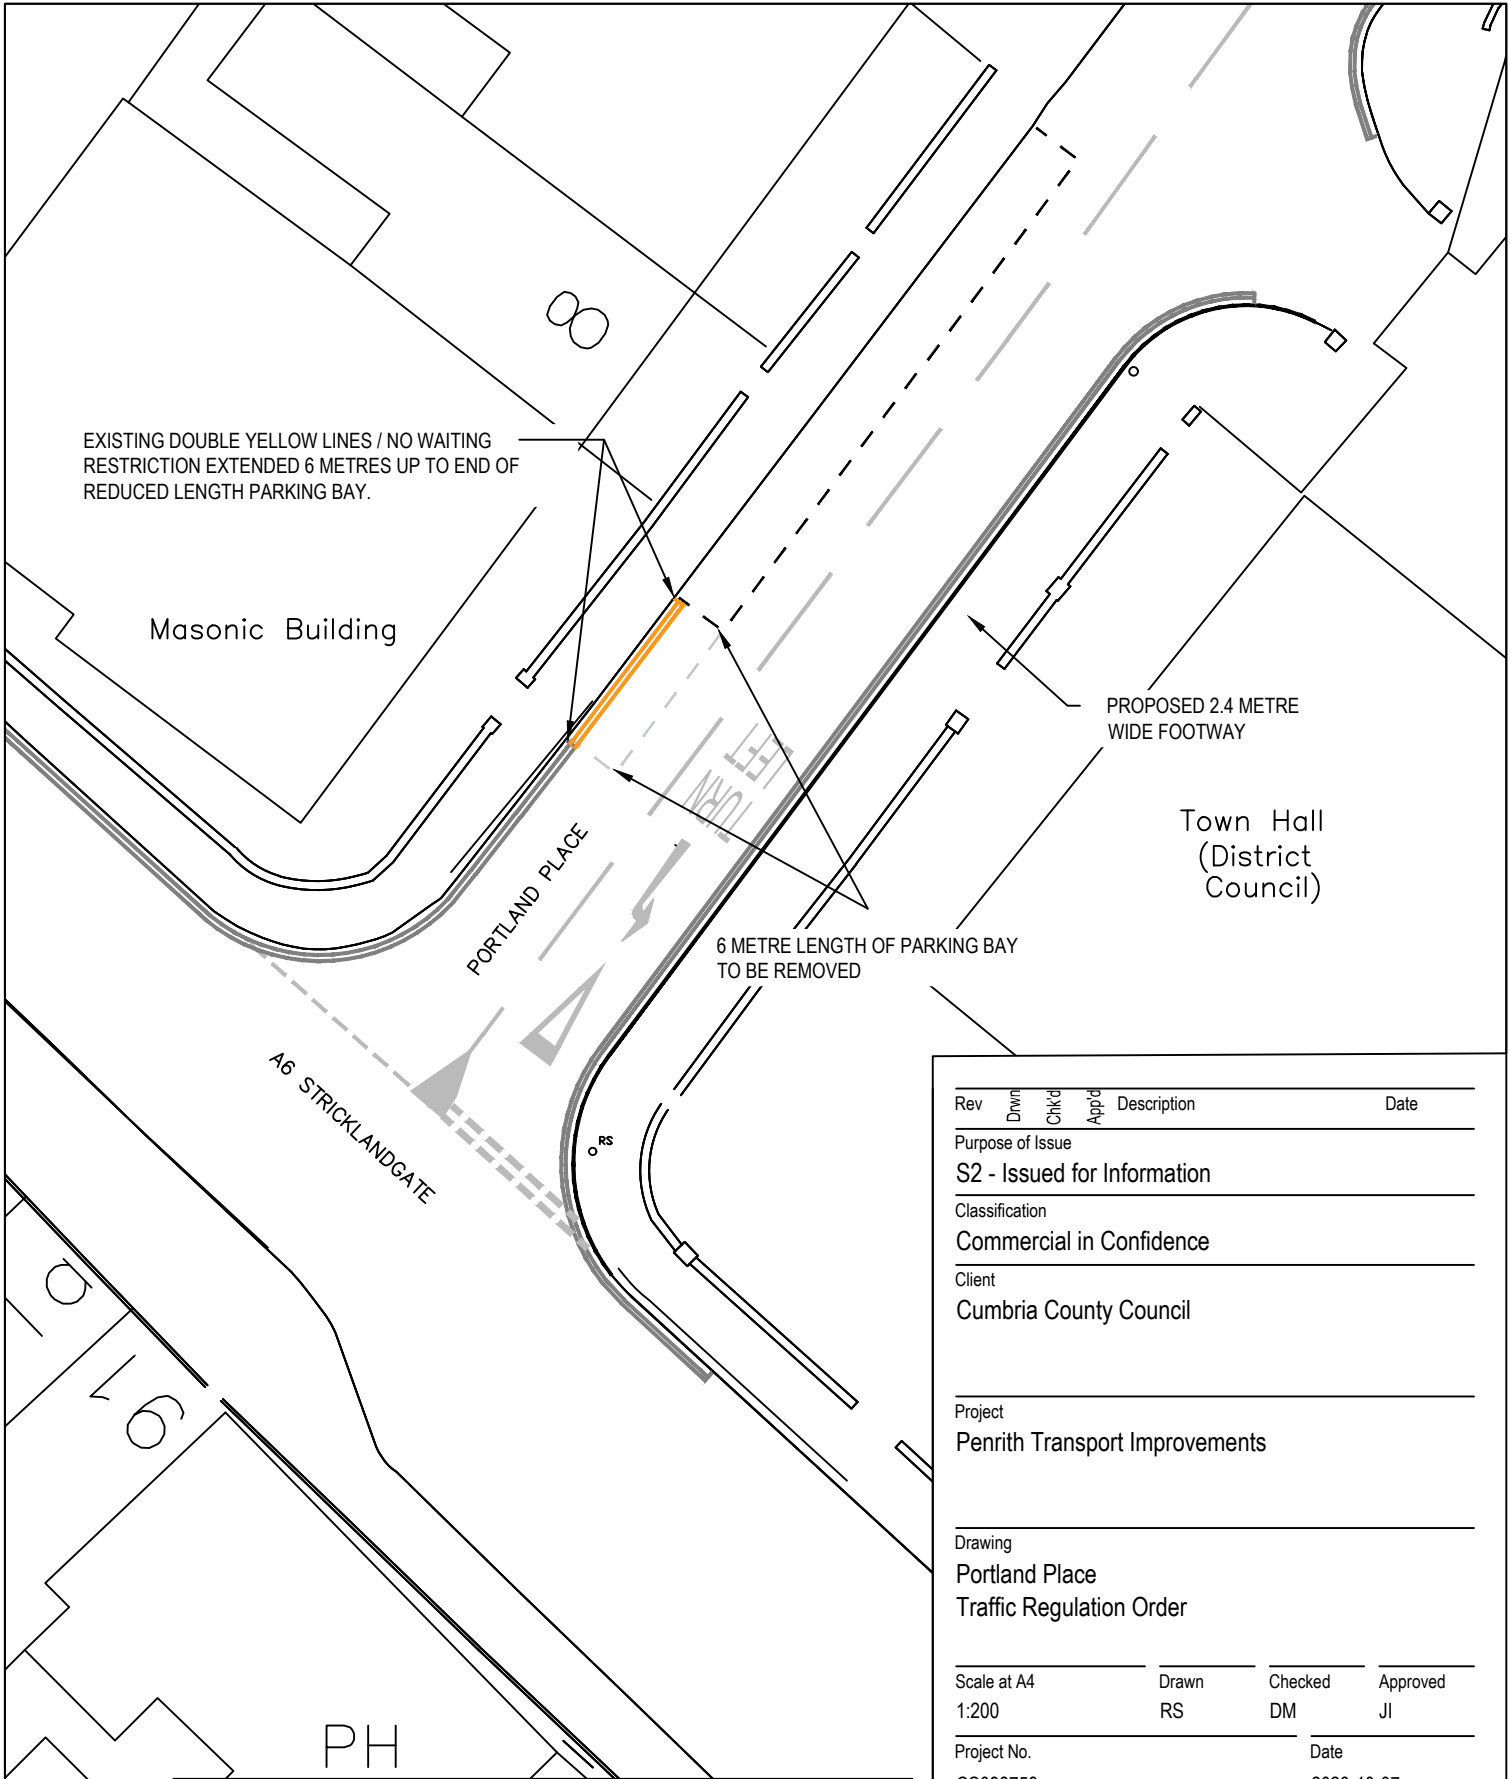 8
EXISTING DOUBLE YELLOW LINES / NO WAITING
RESTRICTION EXTENDED 6 METRES UP TO END OF
REDUCED LENGTH PARKING BAY.
Masonic Building
PROPOSED 2.4 METRE
WIDE FOOTWAY
Town Hall
(District
Council)
PORTLAND PLACE
6 METRE LENGTH OF PARKING BAY
TO BE REMOVED
A6 STRICKLANDGATE
RS
16
PH
Rev Drwn Chk'd App'd Description Date
Purpose of Issue
S2 - Issued for Information
Classification
Commercial in Confidence
Client
Cumbria County Council
Project
Penrith Transport Improvements
Drawing
Portland Place
Traffic Regulation Order
Scale at A4 Drawn Checked Approved
1:200 RS DM JI
Project No. Date